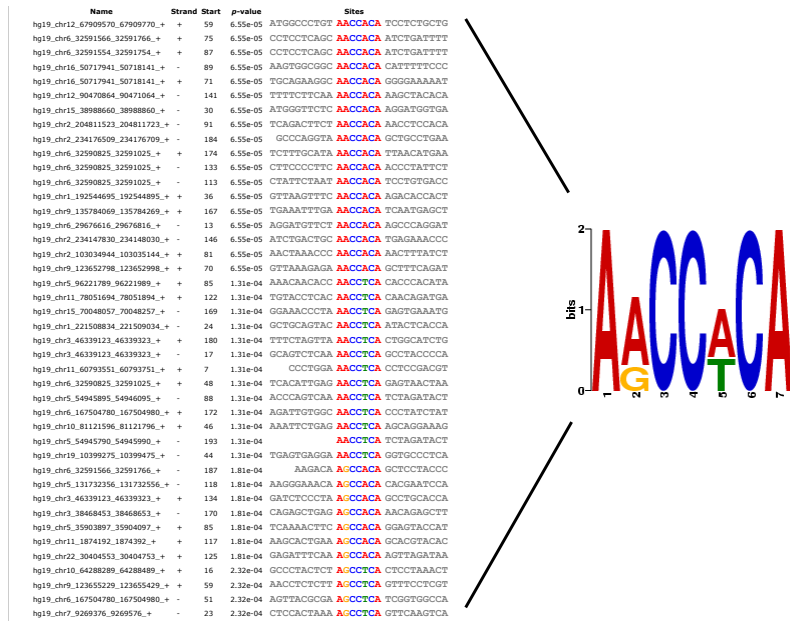 Name Strand Start p-value Sites
hg19_chr12_67909570_67909770_+ + 59 6.55e-05 ATGGCCCTGT AACCACA TCCTCTGCTG
hg19_chr6_32591566_32591766_+ + 75 6.55e-05 CCTCCTCAGC AACCACA AATCTGATTTT
hg19_chr6_32591554_32591754_+ + 87 6.55e-05 CCTCCTCAGC AACCACA AATCTGATTTT
hg19_chr16_50717941_50718141_+ - 89 6.55e-05 AAGTGGCGGC AACCACA CATTTTTCCC
hg19_chr16_50717941_50718141_+ + 71 6.55e-05 TGCAGAAGGC AACCACA GGGGAAAAAT
hg19_chr12_90470864_90471064_+ - 141 6.55e-05 TTTTCTTCAA AACCACA AAGCTACACA
hg19_chr15_38988660_38988860_+ - 30 6.55e-05 ATGGGTTCTC AACCACA AGGATGGTGA
hg19_chr2_204811523_204811723_+ - 91 6.55e-05 TCAGACTTCT AACCACA AACCTCCACA
hg19_chr2_234176509_234176709_+ - 184 6.55e-05 GCCCAGGTA AACCACA GCTGCCTGAA
hg19_chr6_32590825_32591025_+ + 174 6.55e-05 TCTTTGCATA AACCACA TTAACATGAA
hg19_chr6_32590825_32591025_+ - 133 6.55e-05 CTTCCCCTTC AACCACA ACCCTATTCT
hg19_chr6_32590825_32591025_+ - 113 6.55e-05 CTATTCTAAT AACCACA TCCTGTGACC
hg19_chr1_192544695_192544895_+ + 36 6.55e-05 GTTAAGTTTC AACCACA AGACACCACT
hg19_chr9_135784069_135784269_+ + 167 6.55e-05 TGAAATTTGA AACCACA TCAATGAGCT
hg19_chr6_29676616_29676816_+ - 13 6.55e-05 AGGATGTTCT AACCACA AGCCCAGGAT
hg19_chr2_234147830_234148030_+ - 146 6.55e-05 ATCTGACTGC AACCACA TGAGAAACCC
hg19_chr2_103034944_103035144_+ + 81 6.55e-05 AACTAAACCC AACCACA AACTTTATCT
hg19_chr9_123652798_123652998_+ + 70 6.55e-05 GTTAAAGAGA AACCACA GCTTTCAGAT
hg19_chr5_96221789_96221989_+ + 85 1.31e-04 AAACAACACC AACCTCA CACCCACATA
hg19_chr11_78051694_78051894_+ + 122 1.31e-04 TGTACCTCAC AACCTCA CAACAGATGA
hg19_chr15_70048057_70048257_+ - 169 1.31e-04 GGAAACCCTA AACCTCA GAGTGAAATG
hg19_chr1_221508834_221509034_+ - 24 1.31e-04 GCTGCAGTAC AACCTCA ATACTCACCA
hg19_chr3_46339123_46339323_+ + 180 1.31e-04 TTTCTAGTTA AACCTCA CTGGCATCTG
hg19_chr3_46339123_46339323_+ - 17 1.31e-04 GCAGTCTCAA AACCTCA GCCTACCCCA
hg19_chr11_60793551_60793751_+ + 7 1.31e-04 CCCTGGA AACCTCA CCTCCGACGT
hg19_chr6_32590825_32591025_+ + 48 1.31e-04 TCACATTGAG AACCTCA GAGTAACTAA
hg19_chr5_54945895_54946095_+ - 88 1.31e-04 ACCCAGTCAA AACCTCA TCTAGATACT
hg19_chr6_167504780_167504980_+ + 172 1.31e-04 AGATTGTGGC AACCTCA CCCTATCTAT
hg19_chr10_81121596_81121796_+ + 46 1.31e-04 AAATTCTGAG AACCTCA AGCAGGAAAG
hg19_chr5_54945790_54945990_+ - 193 1.31e-04 AACCTCA TCTAGATACT
hg19_chr19_10399275_10399475_+ - 44 1.31e-04 TGAGTGAGGA AACCTCA GGTGCCCTCA
hg19_chr6_32591566_32591766_+ - 187 1.81e-04 AAGACA AGCCACA GCTCCTACCC
hg19_chr5_131732356_131732556_+ - 118 1.81e-04 AAGGGAAACA AGCCACA CACGAATCCA
hg19_chr3_46339123_46339323_+ + 134 1.81e-04 GATCTCCCTA AGCCACA GCCTGCACCA
hg19_chr3_38468453_38468653_+ - 170 1.81e-04 CAGAGCTGAG AGCCACA AACAGAGCTT
hg19_chr5_35903897_35904097_+ + 85 1.81e-04 TCAAAACTTC AGCCACA GGAGTACCAT
hg19_chr11_1874192_1874392_+ + 117 1.81e-04 AAGCACTGAA AGCCACA GCACGTACAC
hg19_chr22_30404553_30404753_+ + 125 1.81e-04 GAGATTTCAA AGCCACA AGTTAGATAA
hg19_chr10_64288289_64288489_+ + 16 2.32e-04 GCCCTACTCT AGCCTCA CTCCTAAACT
hg19_chr9_123655229_123655429_+ + 59 2.32e-04 AACCTCTCTT AGCCTCA GTTTCCTCGT
hg19_chr6_167504780_167504980_+ - 51 2.32e-04 AGTTACGCGA AGCCTCA TCGGTGGCCA
hg19_chr7_9269376_9269576_+ - 23 2.32e-04 CTCCACTAAA AGCCTCA GTTCAAGTCA
bits
2
1
0
AACCACA
G T
1 2 3 4 5 6 7